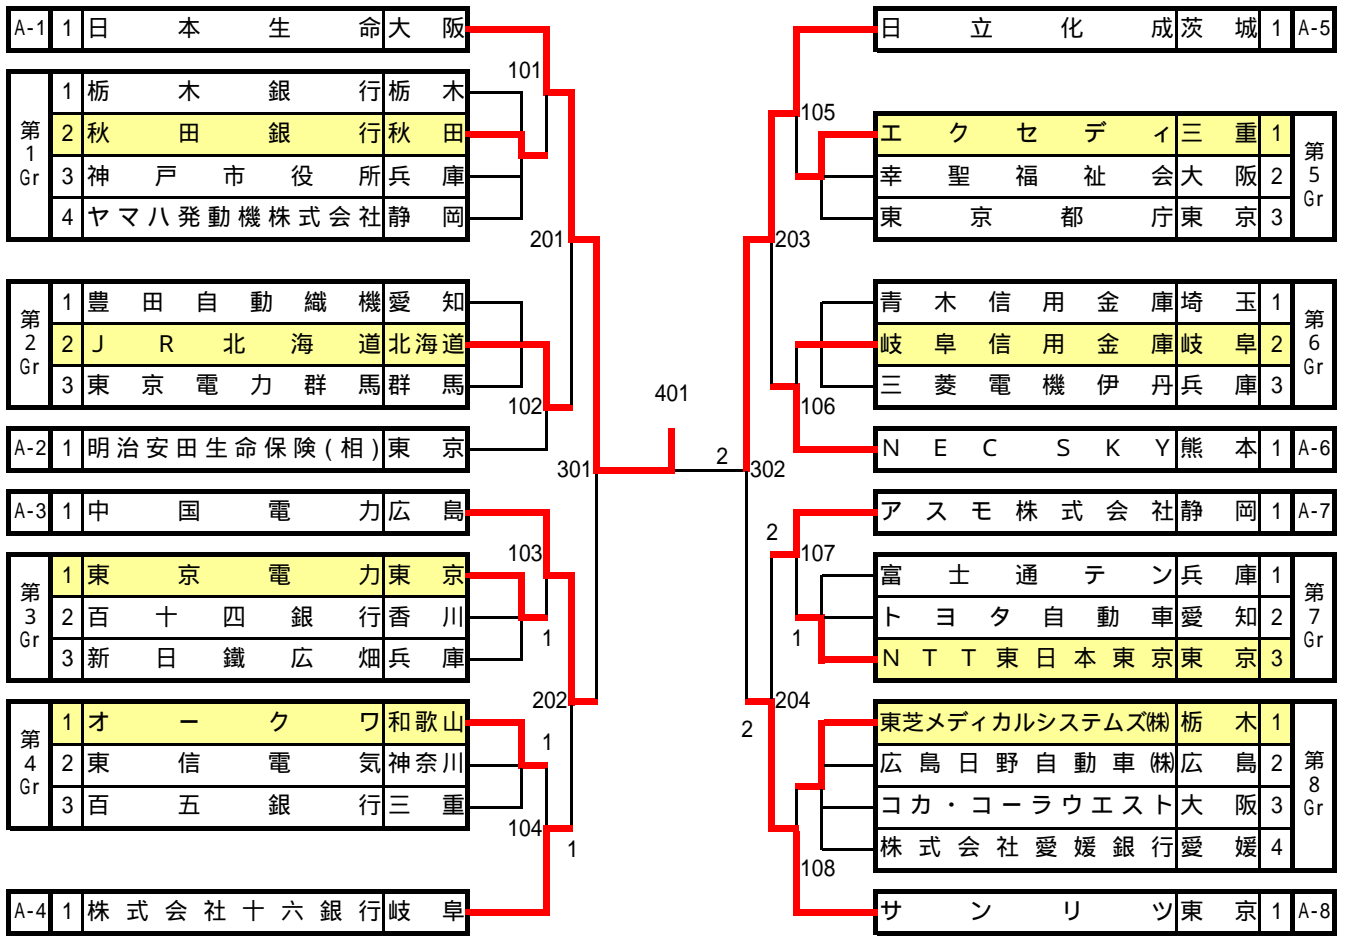 A-1 1 日本生命 大阪
101
第1Gr
1 栃木銀行 栃木
2 秋田銀行 秋田
3 神戸市役所 兵庫
4 ヤマハ発動機株式会社 静岡
201
第2Gr
1 豊田自動織機 愛知
2 JR北海道 北海道
3 東京電力群馬 群馬
102
A-2 1 明治安田生命保険(相) 東京
301
A-3 1 中国電力 広島
103
第3Gr
1 東京電力 東京
2 百十四銀行 香川
3 新日鐵広畑 兵庫
1
202
第4Gr
1 オークワ 和歌山
2 東信電気 神奈川
3 百五銀行 三重
1
104
1
A-4 1 株式会社十六銀行 岐阜
401
2
日立化成 茨城 1 A-5
105
エクセディ 三重 1
幸聖福祉会 大阪 2
東京都庁 東京 3
第5Gr
203
青木信用金庫 埼玉 1
岐阜信用金庫 岐阜 2
三菱電機伊丹 兵庫 3
第6Gr
106
NEC SKY 熊本 1 A-6
302
アスモ株式会社 静岡 1 A-7
2
107
富士通テン 兵庫 1
トヨタ自動車 愛知 2
NTT東日本東京 東京 3
第7Gr
1
204
2
東芝メディカルシステムズ㈱ 栃木 1
広島日野自動車㈱ 広島 2
コカ・コーラウエスト 大阪 3
株式会社愛媛銀行 愛媛 4
第8Gr
108
サンリツ 東京 1 A-8